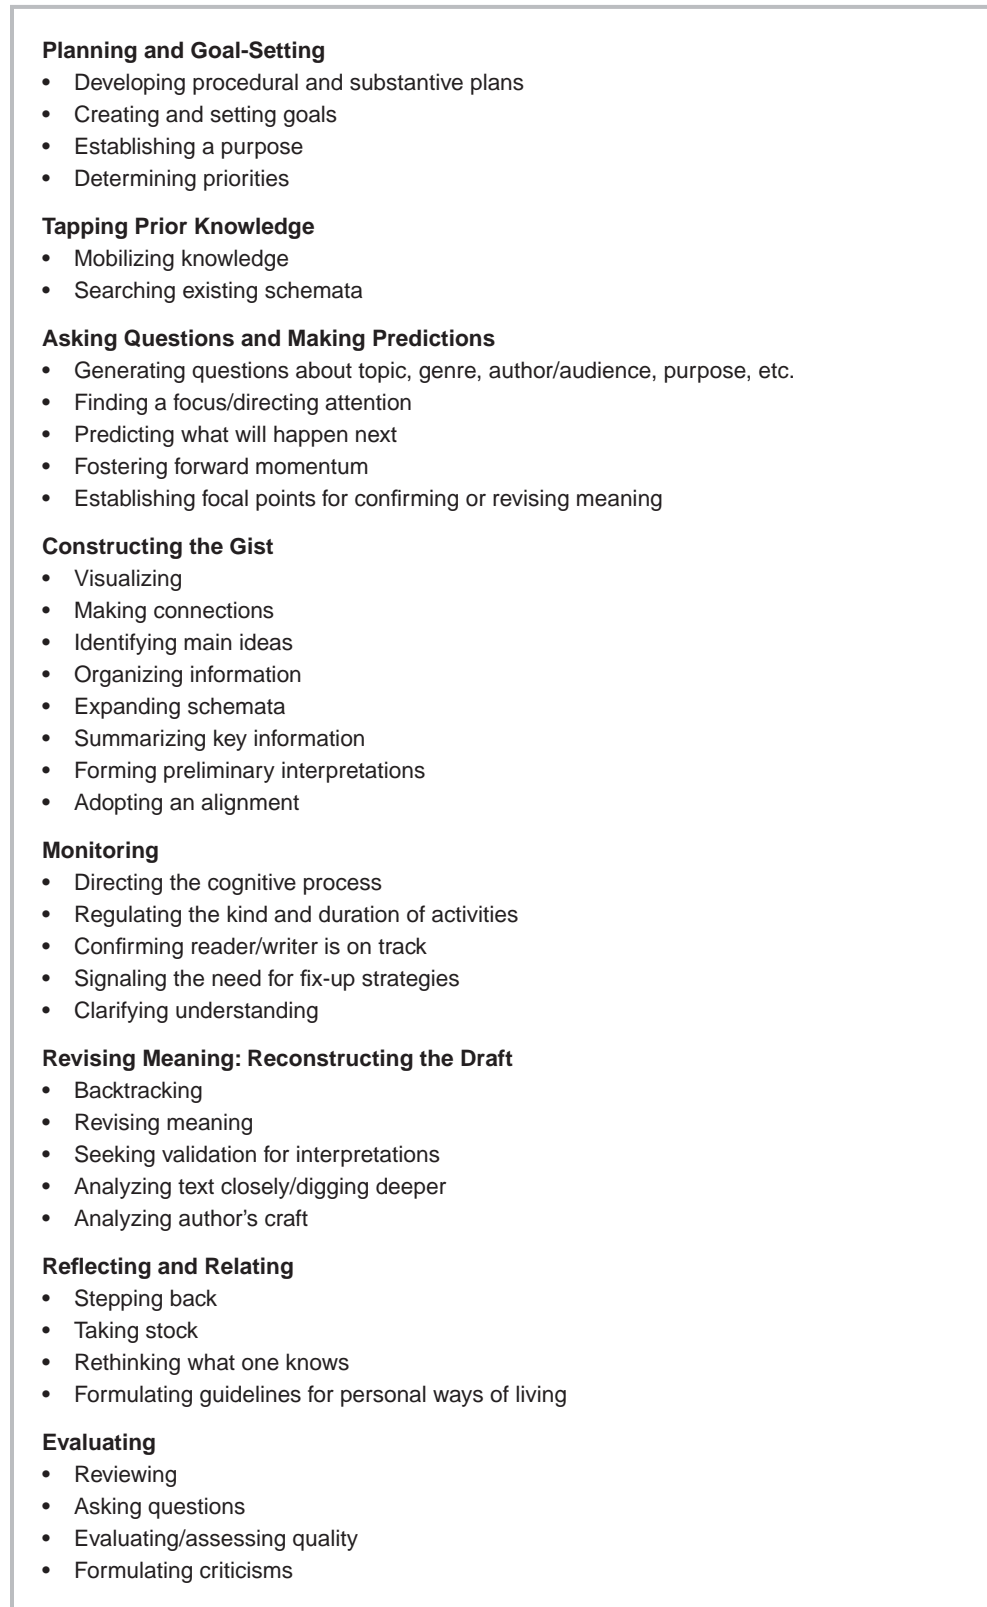 Planning and Goal-Setting
• Developing procedural and substantive plans
• Creating and setting goals
• Establishing a purpose
• Determining priorities
Tapping Prior Knowledge
• Mobilizing knowledge
• Searching existing schemata
Asking Questions and Making Predictions
• Generating questions about topic, genre, author/audience, purpose, etc.
• Finding a focus/directing attention
• Predicting what will happen next
• Fostering forward momentum
• Establishing focal points for confirming or revising meaning
Constructing the Gist
• Visualizing
• Making connections
• Identifying main ideas
• Organizing information
• Expanding schemata
• Summarizing key information
• Forming preliminary interpretations
• Adopting an alignment
Monitoring
• Directing the cognitive process
• Regulating the kind and duration of activities
• Confirming reader/writer is on track
• Signaling the need for fix-up strategies
• Clarifying understanding
Revising Meaning: Reconstructing the Draft
• Backtracking
• Revising meaning
• Seeking validation for interpretations
• Analyzing text closely/digging deeper
• Analyzing author’s craft
Reflecting and Relating
• Stepping back
• Taking stock
• Rethinking what one knows
• Formulating guidelines for personal ways of living
Evaluating
• Reviewing
• Asking questions
• Evaluating/assessing quality
• Formulating criticisms